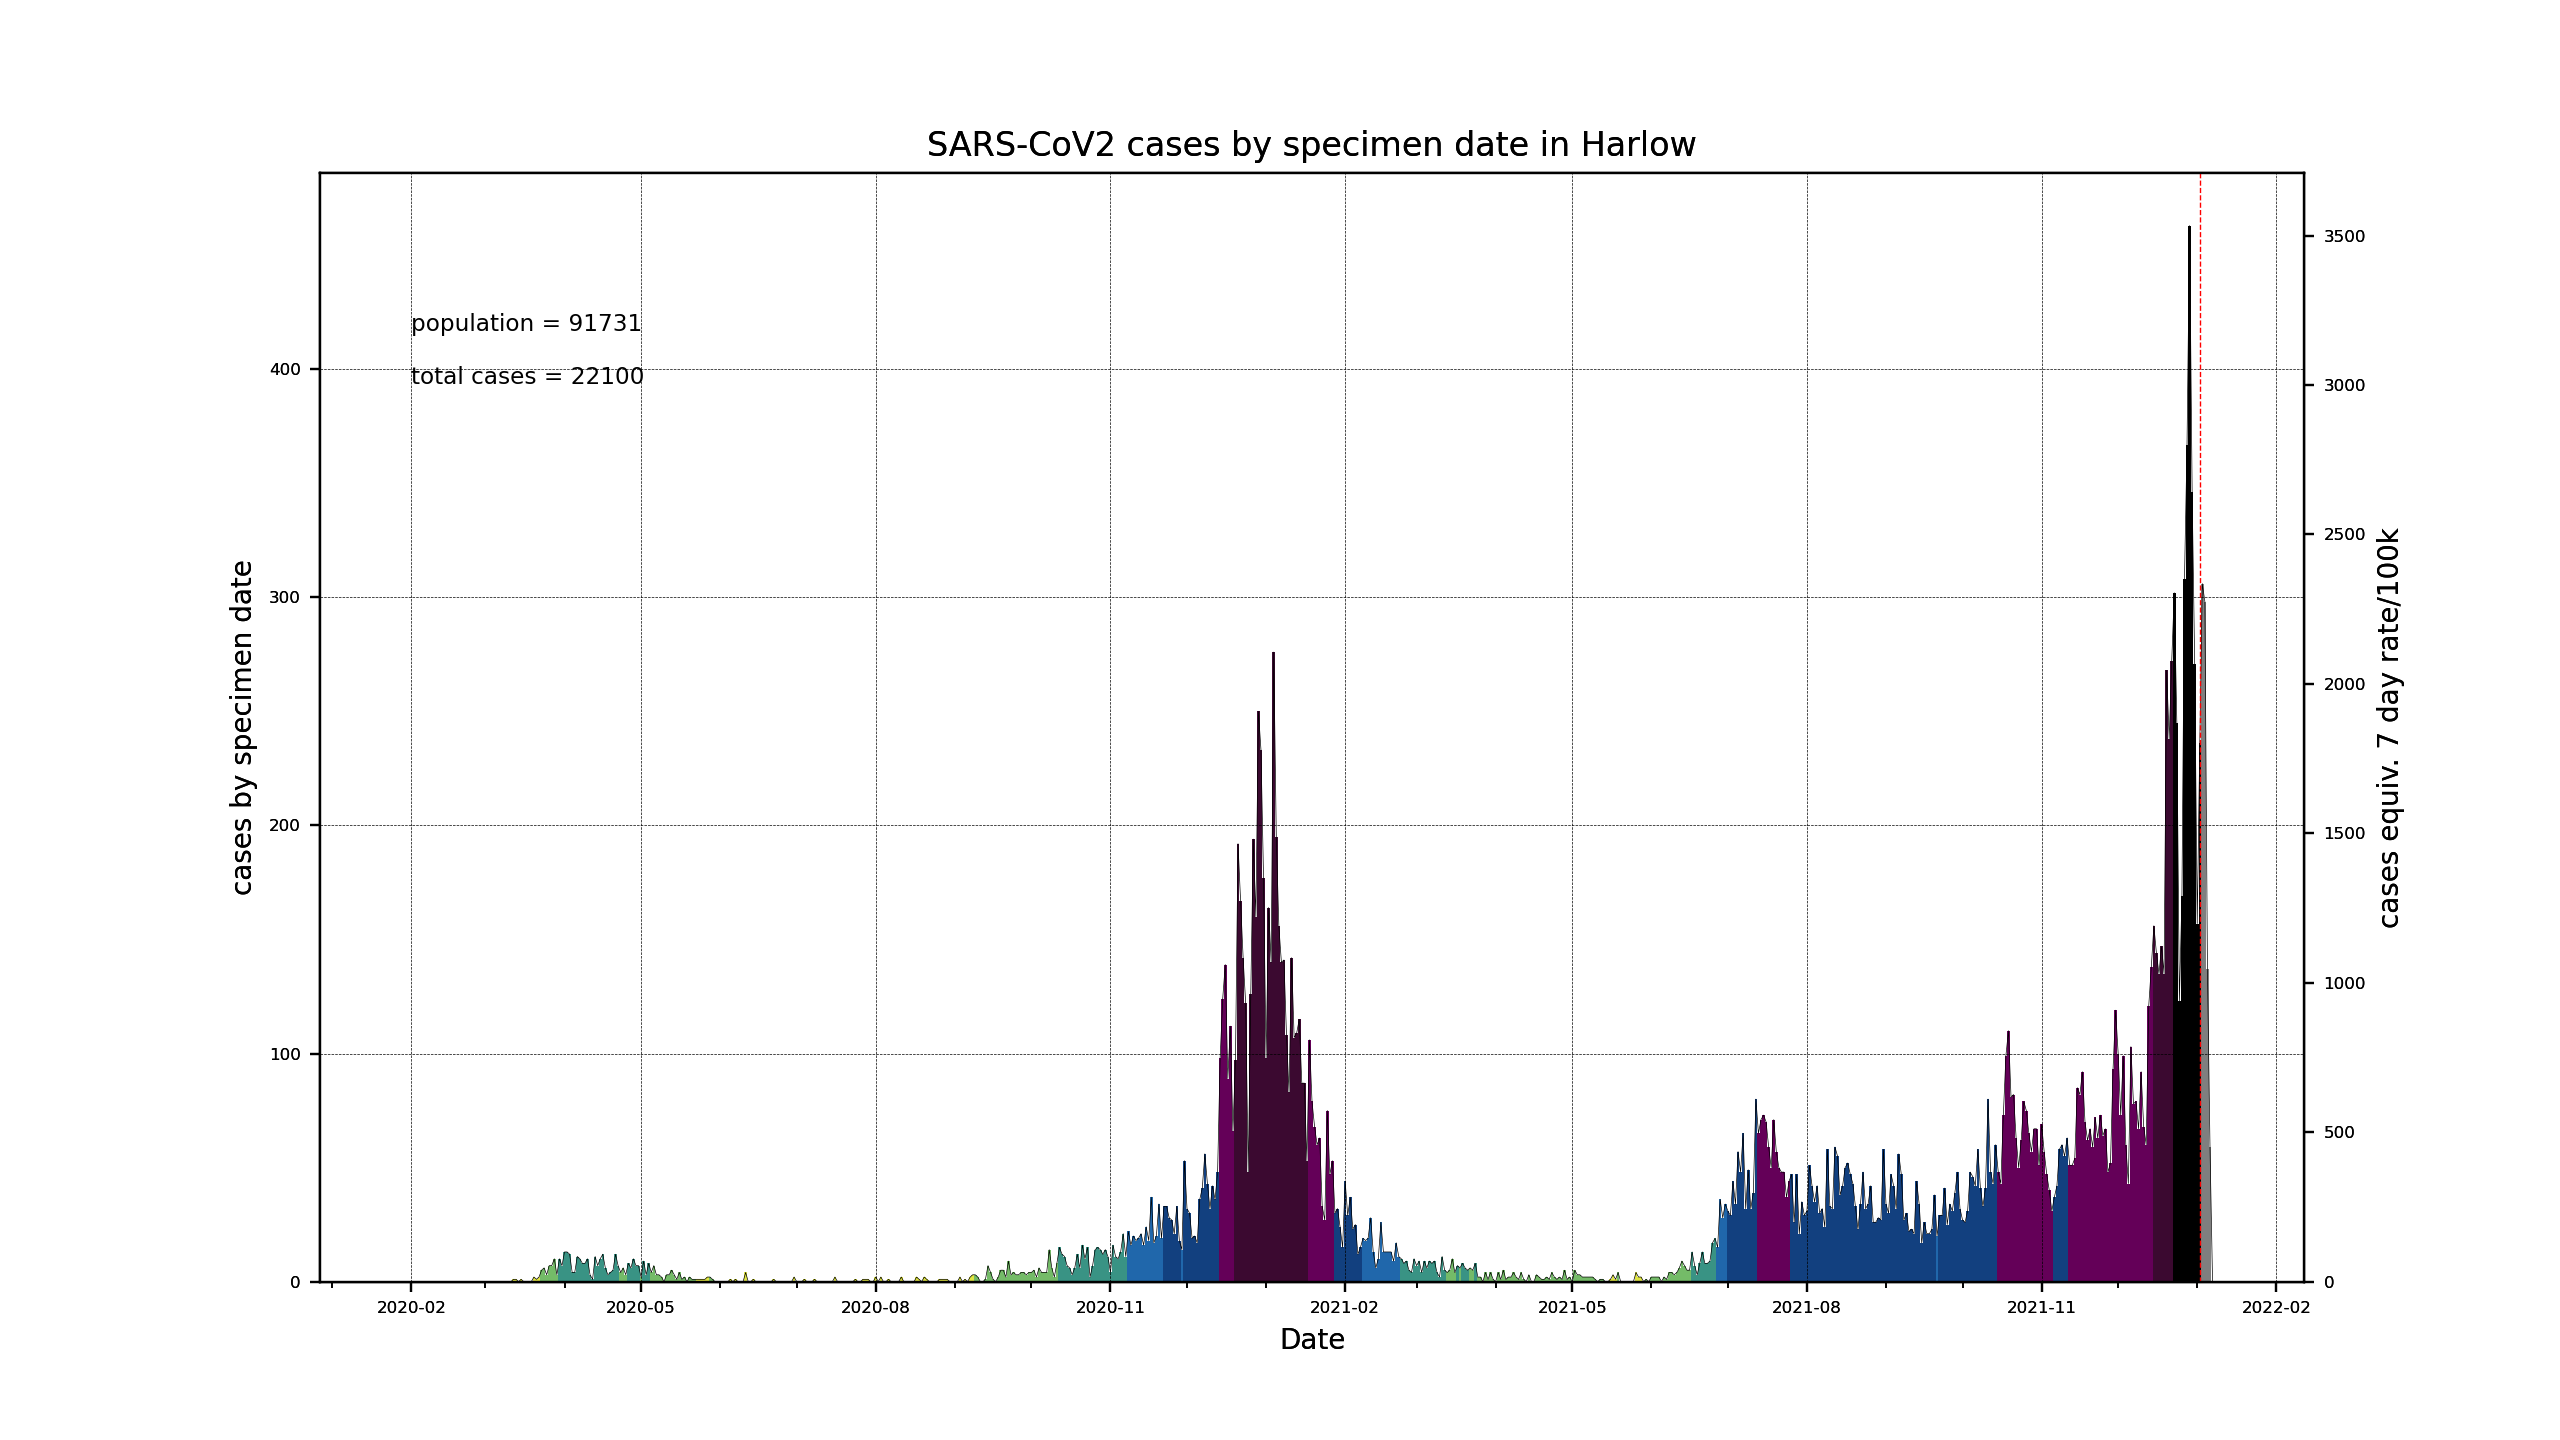 SARS-CoV2 cases by specimen date in Harlow
population = 91731
total cases = 22100
cases by specimen date
400
300
200
100
0
3500
3000
2500
2000
1500
1000
500
0
cases equiv. 7 day rate/100k
2020-02 2020-05 2020-08 2020-11 2021-02 2021-05 2021-08 2021-11 2022-02
Date